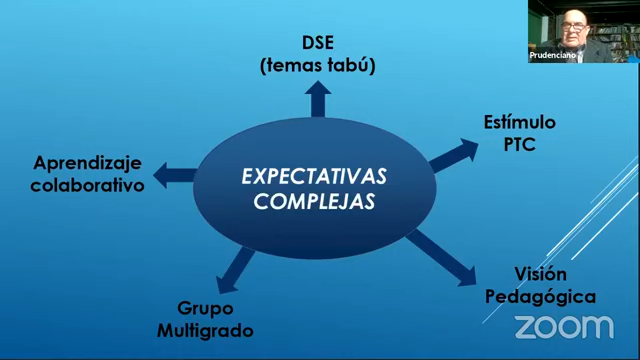 DSE
(temas tabú)
Prudenciano
Estímulo
PTC
Aprendizaje
colaborativo
EXPECTATIVAS
COMPLEJAS
Visión
Pedagógica
Grupo
Multigrado
zoom